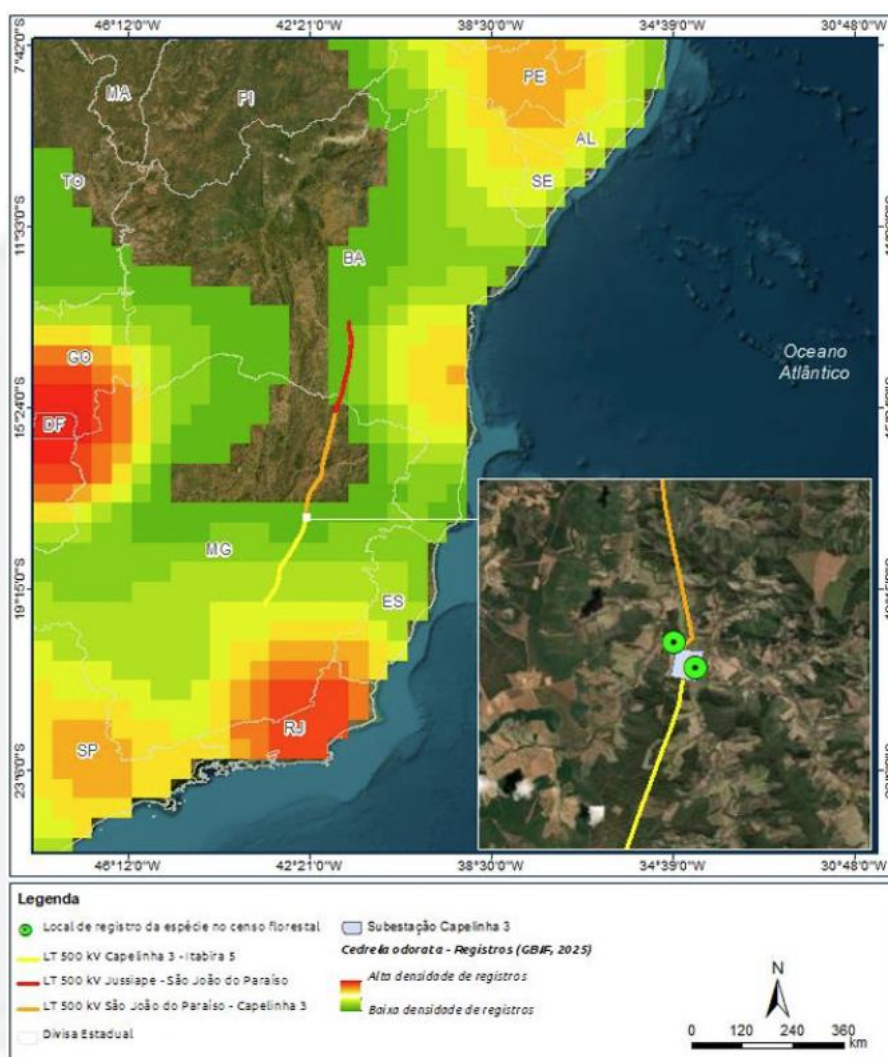 46°12'0"W 42°21'0"W 38°30'0"W 34°39'0"W 30°48'0"W
7°42'0"S
MA
PI
PE
AL
SE
TO
11°33'0"S
BA
GO
Oceano
Atlântico
15°24'0"S
DF
MG
ES
19°15'0"S
RJ
SP
23°6'0"S
46°12'0"W 42°21'0"W 38°30'0"W 34°39'0"W 30°48'0"W
Legenda
Local de registro da espécie no censo florestal
LT 500 kV Capelinha 3 - Itabira 5
LT 500 kV Jussiape - São João do Paraíso
LT 500 kV São João do Paraíso - Capelinha 3
Divisa Estadual
Subestação Capelinha 3
Cedrela odorata - Registros (GBIF, 2025)
Alta densidade de registros
Baixa densidade de registros
N
0 120 240 360
km